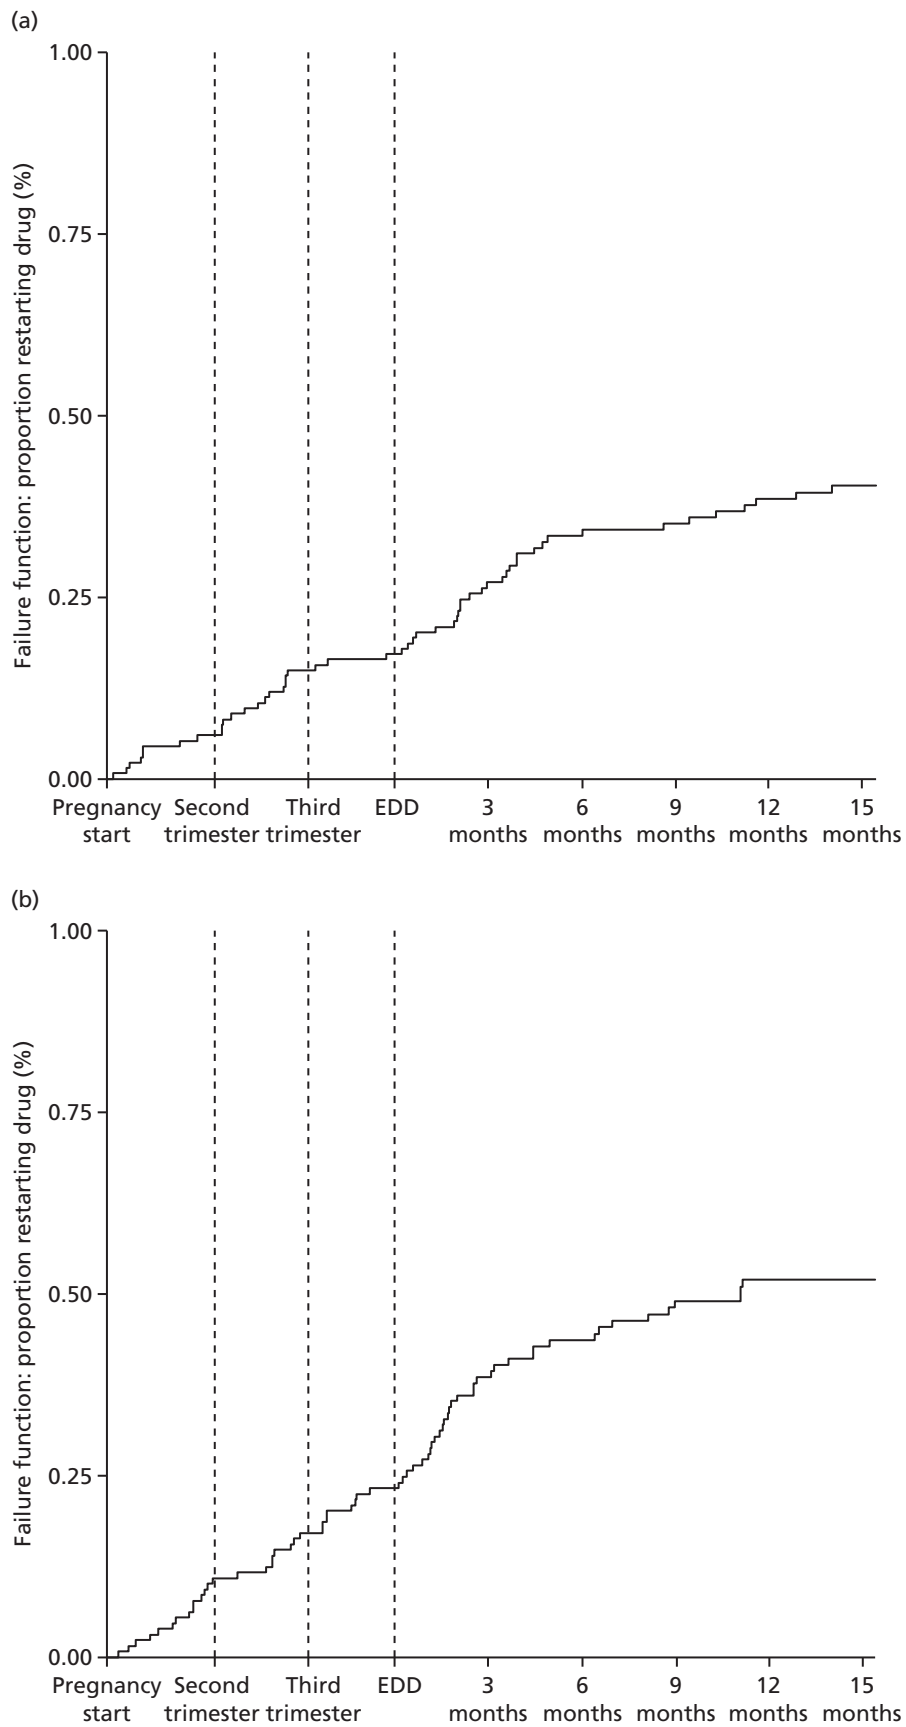 (a)
Failure function: proportion restarting drug (%)
1.00
0.75
0.50
0.25
0.00
Pregnancy start
Second trimester
Third trimester
EDD
3 months
6 months
9 months
12 months
15 months
(b)
Failure function: proportion restarting drug (%)
1.00
0.75
0.50
0.25
0.00
Pregnancy start
Second trimester
Third trimester
EDD
3 months
6 months
9 months
12 months
15 months